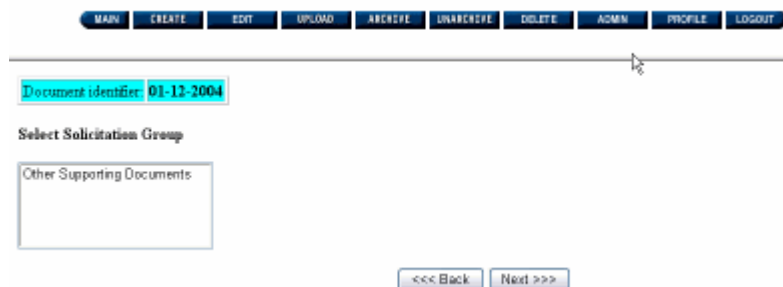 MAIN CREATE EDIT UPLOAD ARCHIVE UNARCHIVE DELETE ADMIN PROFILE LOGOUT
Document identifier: 01-12-2004
Select Solicitation Group
Other Supporting Documents
<<< Back Next >>>